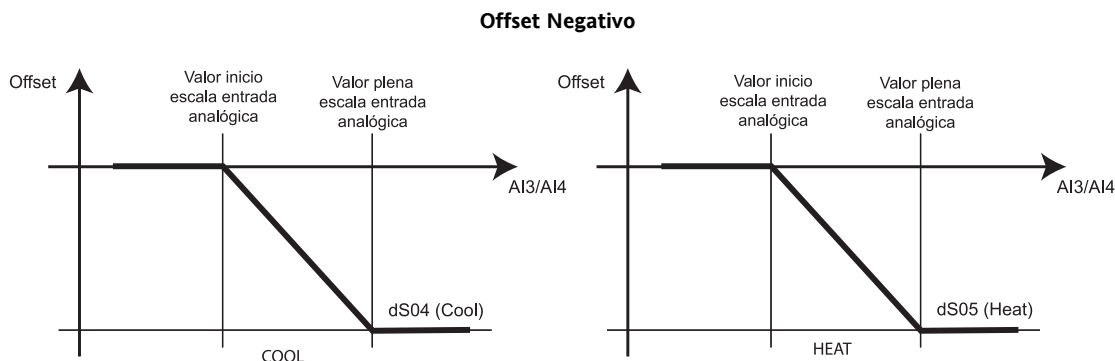 Offset Negativo
Offset
Valor inicio
escala entrada
analógica
Valor plena
escala entrada
analógica
AI3/AI4
dS04 (Cool)
COOL
Offset
Valor inicio
escala entrada
analógica
Valor plena
escala entrada
analógica
AI3/AI4
dS05 (Heat)
HEAT